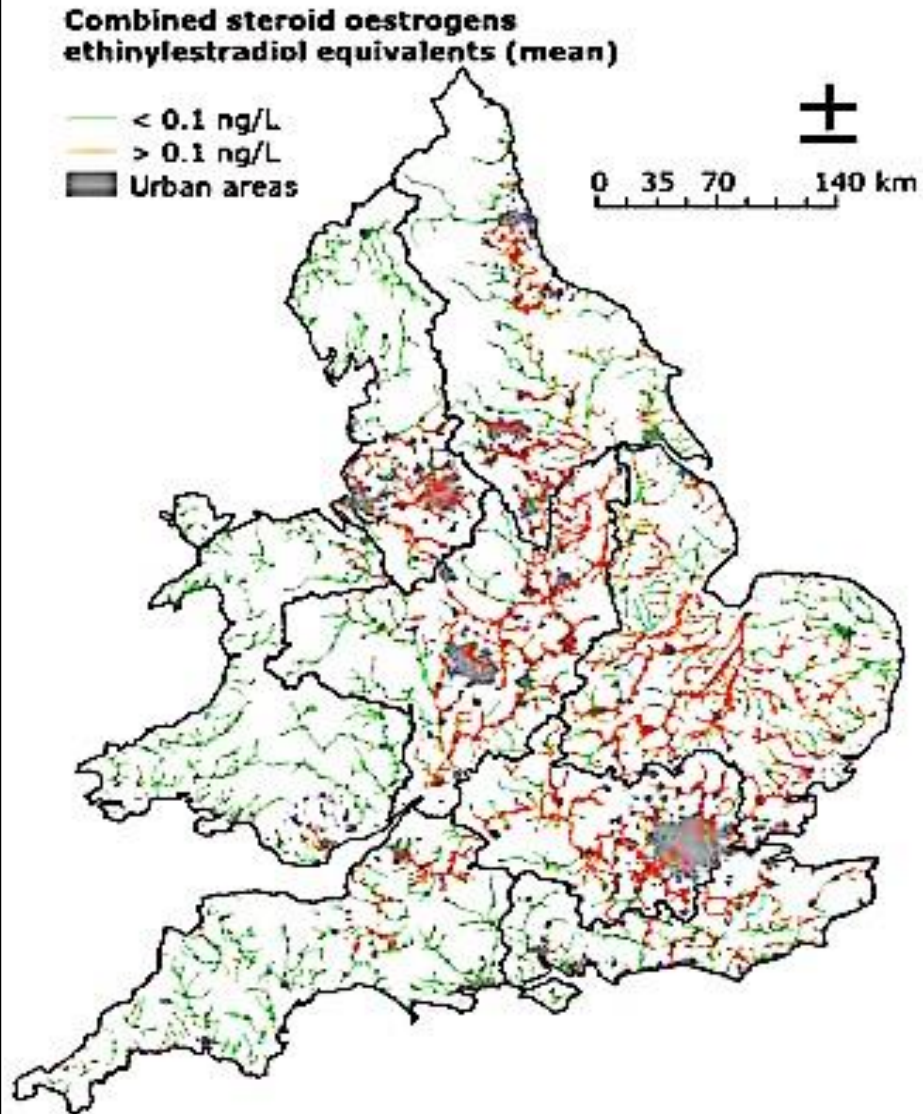 Combined steroid oestrogens
ethinylestradiol equivalents (mean)
< 0.1 ng/L
> 0.1 ng/L
Urban areas
0 35 70 140 km